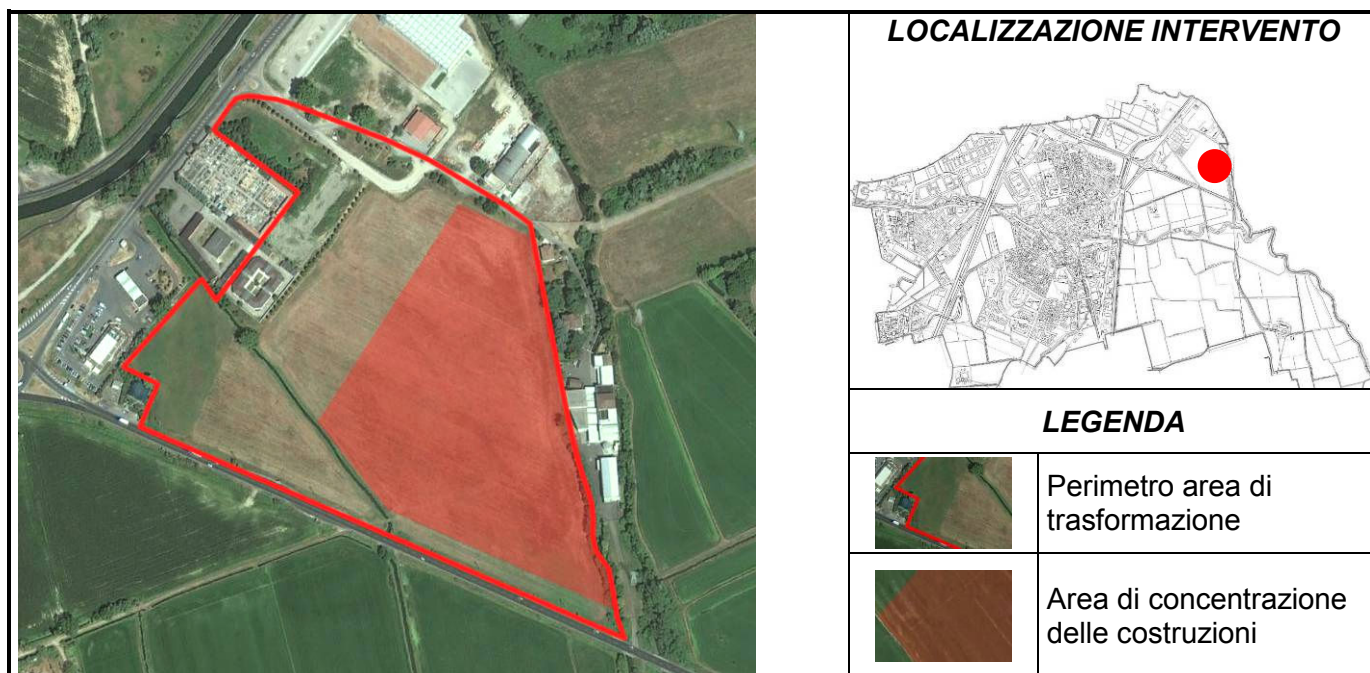 LOCALIZZAZIONE INTERVENTO
LEGENDA
Perimetro area di
trasformazione
Area di concentrazione
delle costruzioni